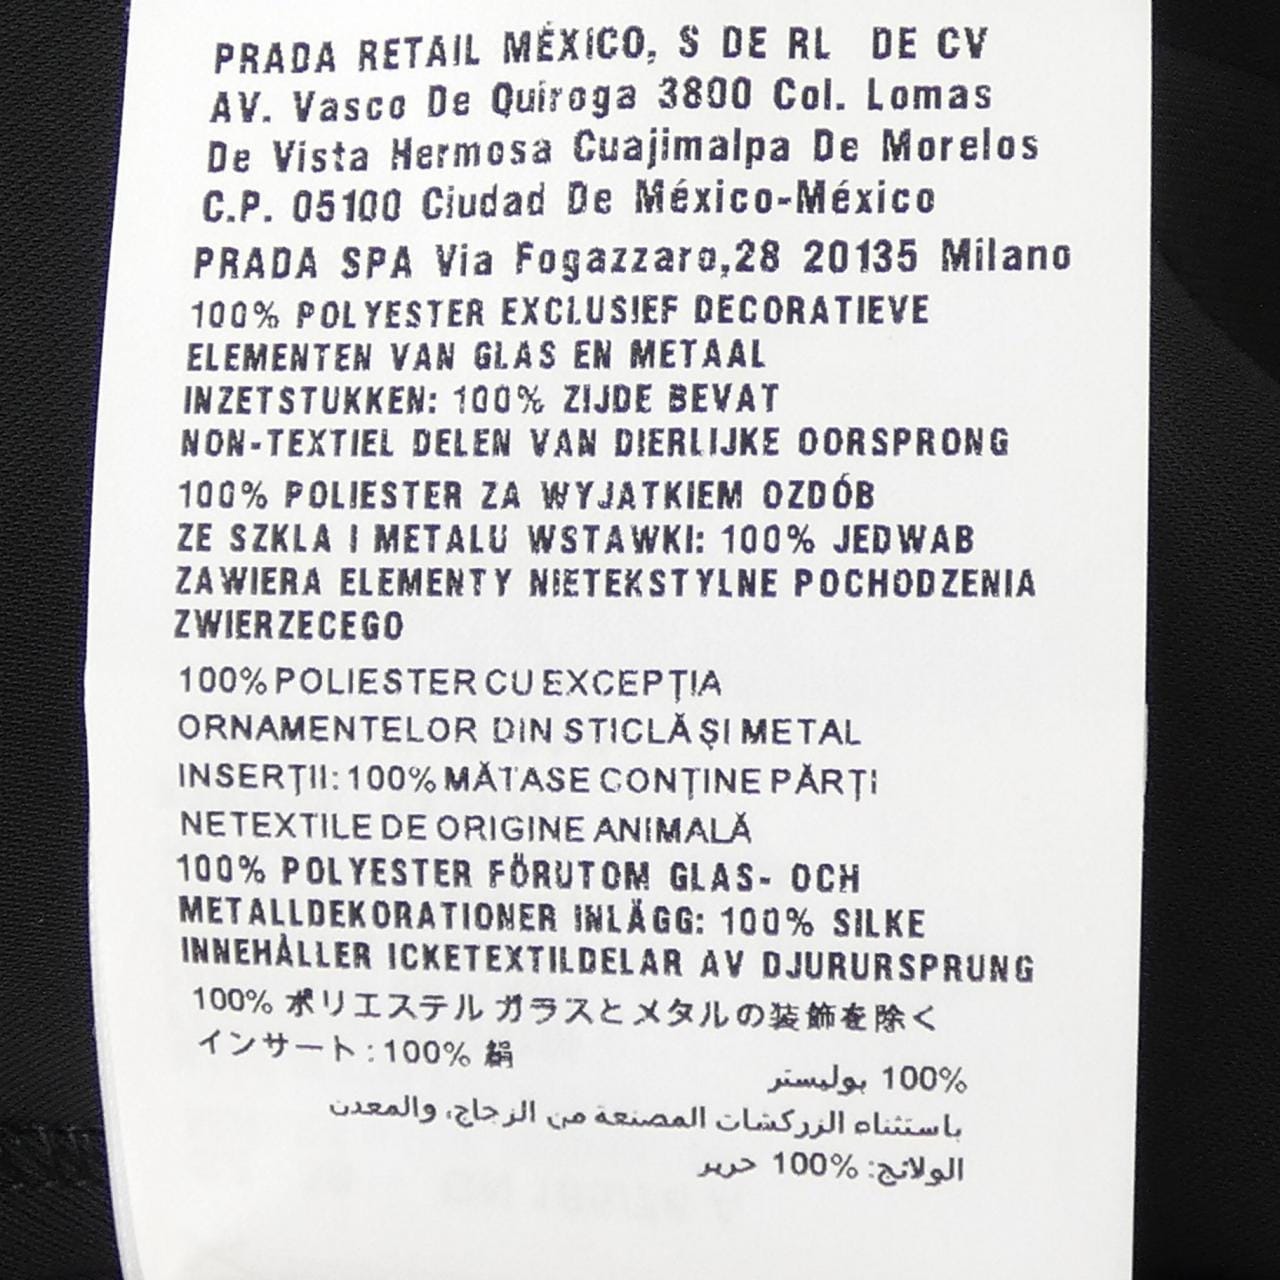 PRADA RETAIL MÉXICO, S DE RL DE CV
AV. Vasco De Quiroga 3800 Col. Lomas
De Vista Hermosa Cuajimalpa De Morelos
C.P. 05100 Ciudad De México-México
PRADA SPA Via Fogazzaro,28 20135 Milano
100% POLYESTER EXCLUSIEF DECORATIEVE
ELEMENTEN VAN GLAS EN METAAL
INZETSTUKKEN: 100% ZIJDE BEVAT
NON-TEXTIEL DELEN VAN DIERLIJKE OORSPRONG
100% POLIESTER ZA WYJATKIEM OZDÓB
ZE SZKLA I METALU WSTAWKI: 100% JEDWAB
ZAWIERA ELEMENTY NIETEKSTYLNE POCHODZENIA
ZWIERZECEGO
100% POLIESTER CU EXCEPȚIA
ORNAMENTELOR DIN STICLĂ ȘI METAL
INSERȚII: 100% MĂTASE CONȚINE PĂRȚI
NETEXTILE DE ORIGINE ANIMALĂ
100% POLYESTER FÖRUTOM GLAS- OCH
METALLDEKORATIONER INLÄGG: 100% SILKE
INNEHÅLLER ICKETEXTILDELAR AV DJURURSPRUNG
100% ポリエステル ガラスとメタルの装飾を除く
インサート : 100% 絹
100% بوليستر
باستثناء الزركشات المصنعة من الزجاج، والمعدن
الولائج: 100% حرير